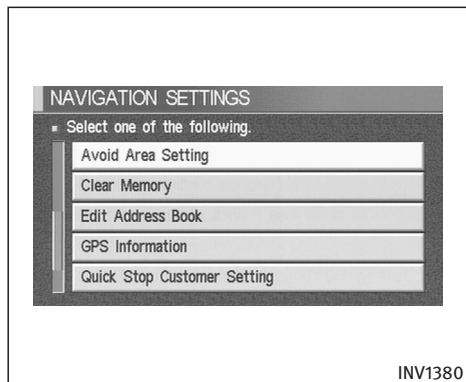 NAVIGATION SETTINGS
Select one of the following.
Avoid Area Setting
Clear Memory
Edit Address Book
GPS Information
Quick Stop Customer Setting
INV1380